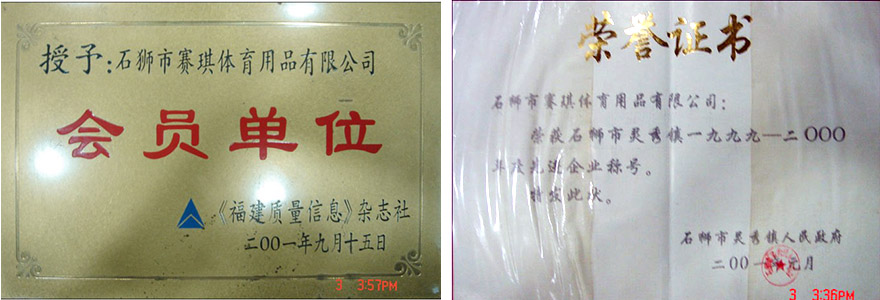 授予:石狮市赛琪体育用品有限公司
会员单位
《福建质量信息》杂志社
二00一年九月十五日
3 3:57PM
荣誉证书
石狮市赛琪体育用品有限公司:
荣获石狮市灵秀镇一九九九—二000
年度先进企业称号。
特发此状。
石狮市灵秀镇人民政府
二00一年元月
3 3:36PM